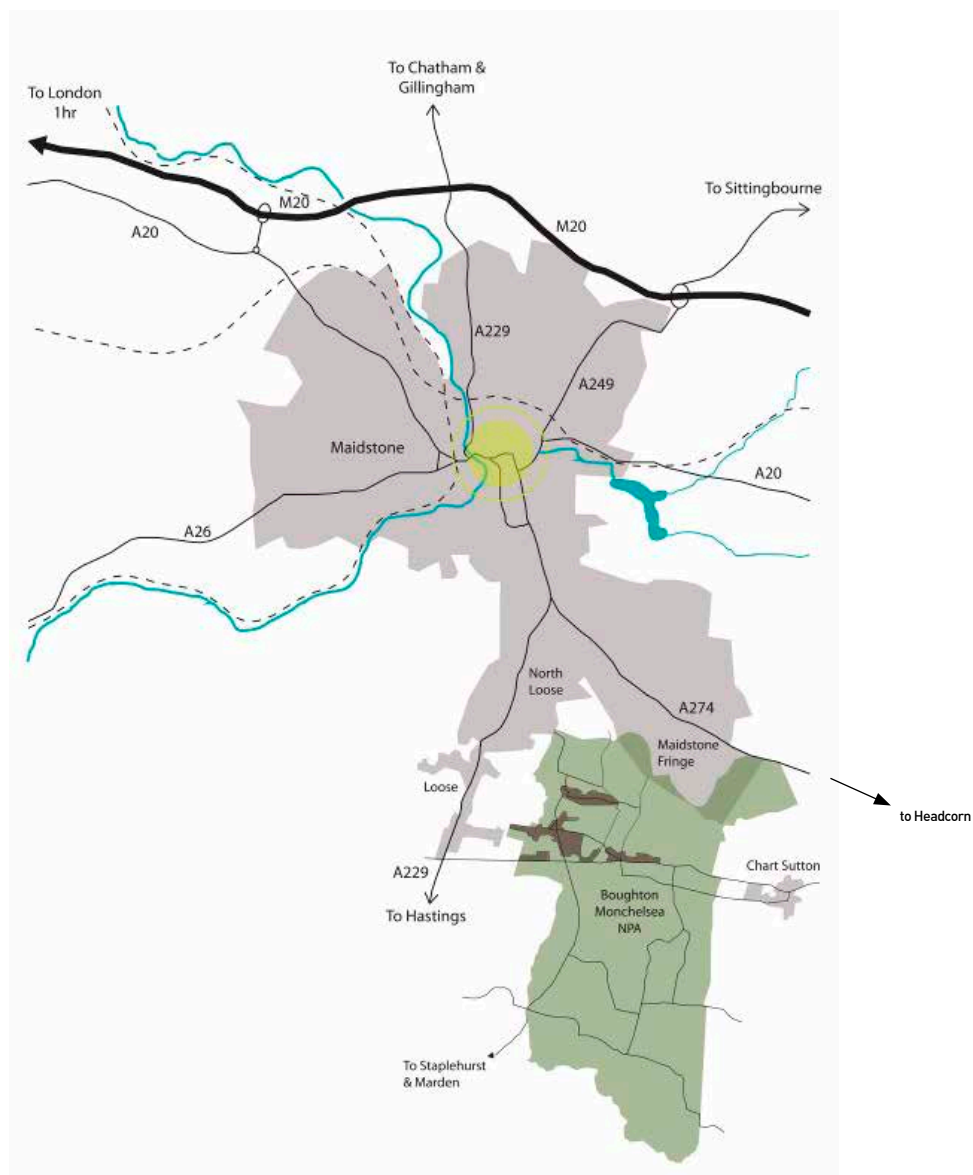 To Chatham &
Gillingham
To London
1hr
To Sittingbourne
M20
A20
M20
A229
A249
Maidstone
A20
A26
North
Loose
A274
Maidstone
Fringe
Loose
to Headcorn
Chart Sutton
A229
Boughton
Monchelsea
NPA
To Hastings
To Staplehurst
& Marden